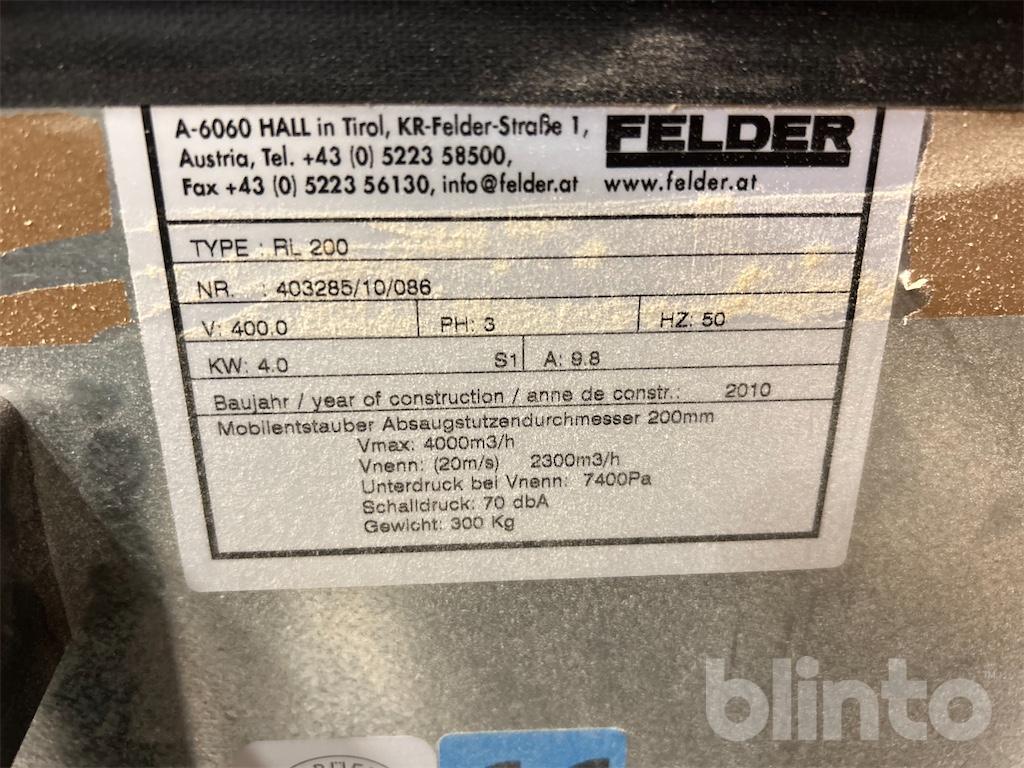 A-6060 HALL in Tirol, KR-Felder-Straße 1,
Austria, Tel. +43 (0) 5223 58500,
Fax +43 (0) 5223 56130, info@felder.at
FELDER
www.felder.at
TYPE : RL 200
NR. : 403285/10/086
V: 400.0 PH: 3 HZ: 50
KW: 4.0 S1 A: 9.8
Baujahr / year of construction / anne de constr.: 2010
Mobilentstauber Absaugstutzendurchmesser 200mm
Vmax: 4000m3/h
Vnenn: (20m/s) 2300m3/h
Unterdruck bei Vnenn: 7400Pa
Schalldruck: 70 dbA
Gewicht: 300 Kg
blinto™